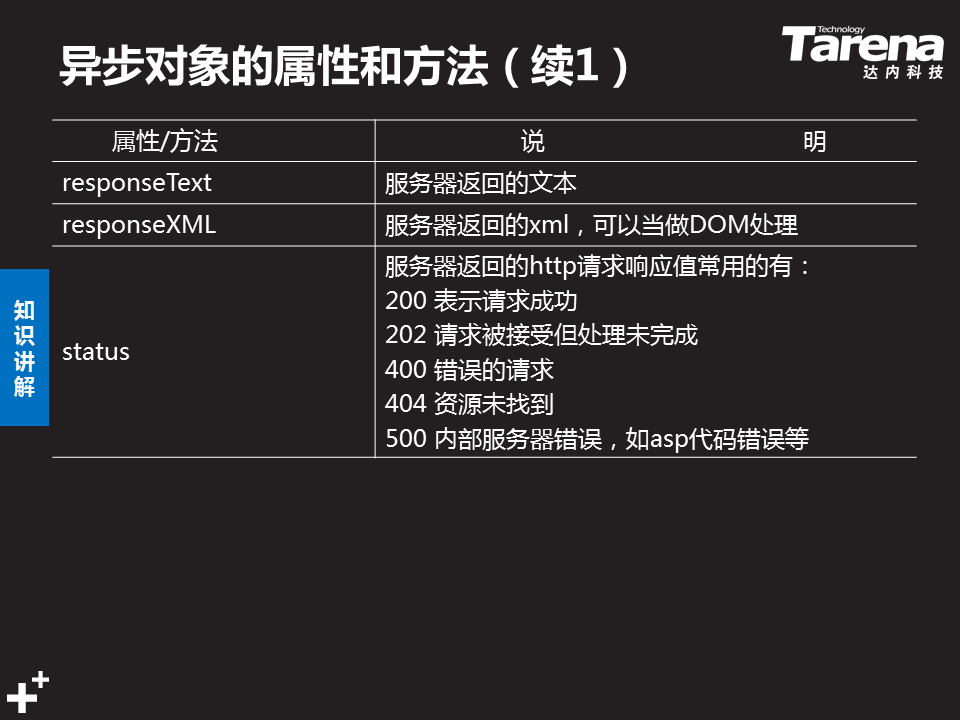 异步对象的属性和方法（续1）
Technology
Tarena
达内科技
属性/方法 说 明
responseText 服务器返回的文本
responseXML 服务器返回的xml，可以当做DOM处理
status
服务器返回的http请求响应值常用的有：
200 表示请求成功
202 请求被接受但处理未完成
400 错误的请求
404 资源未找到
500 内部服务器错误，如asp代码错误等
知
识
讲
解